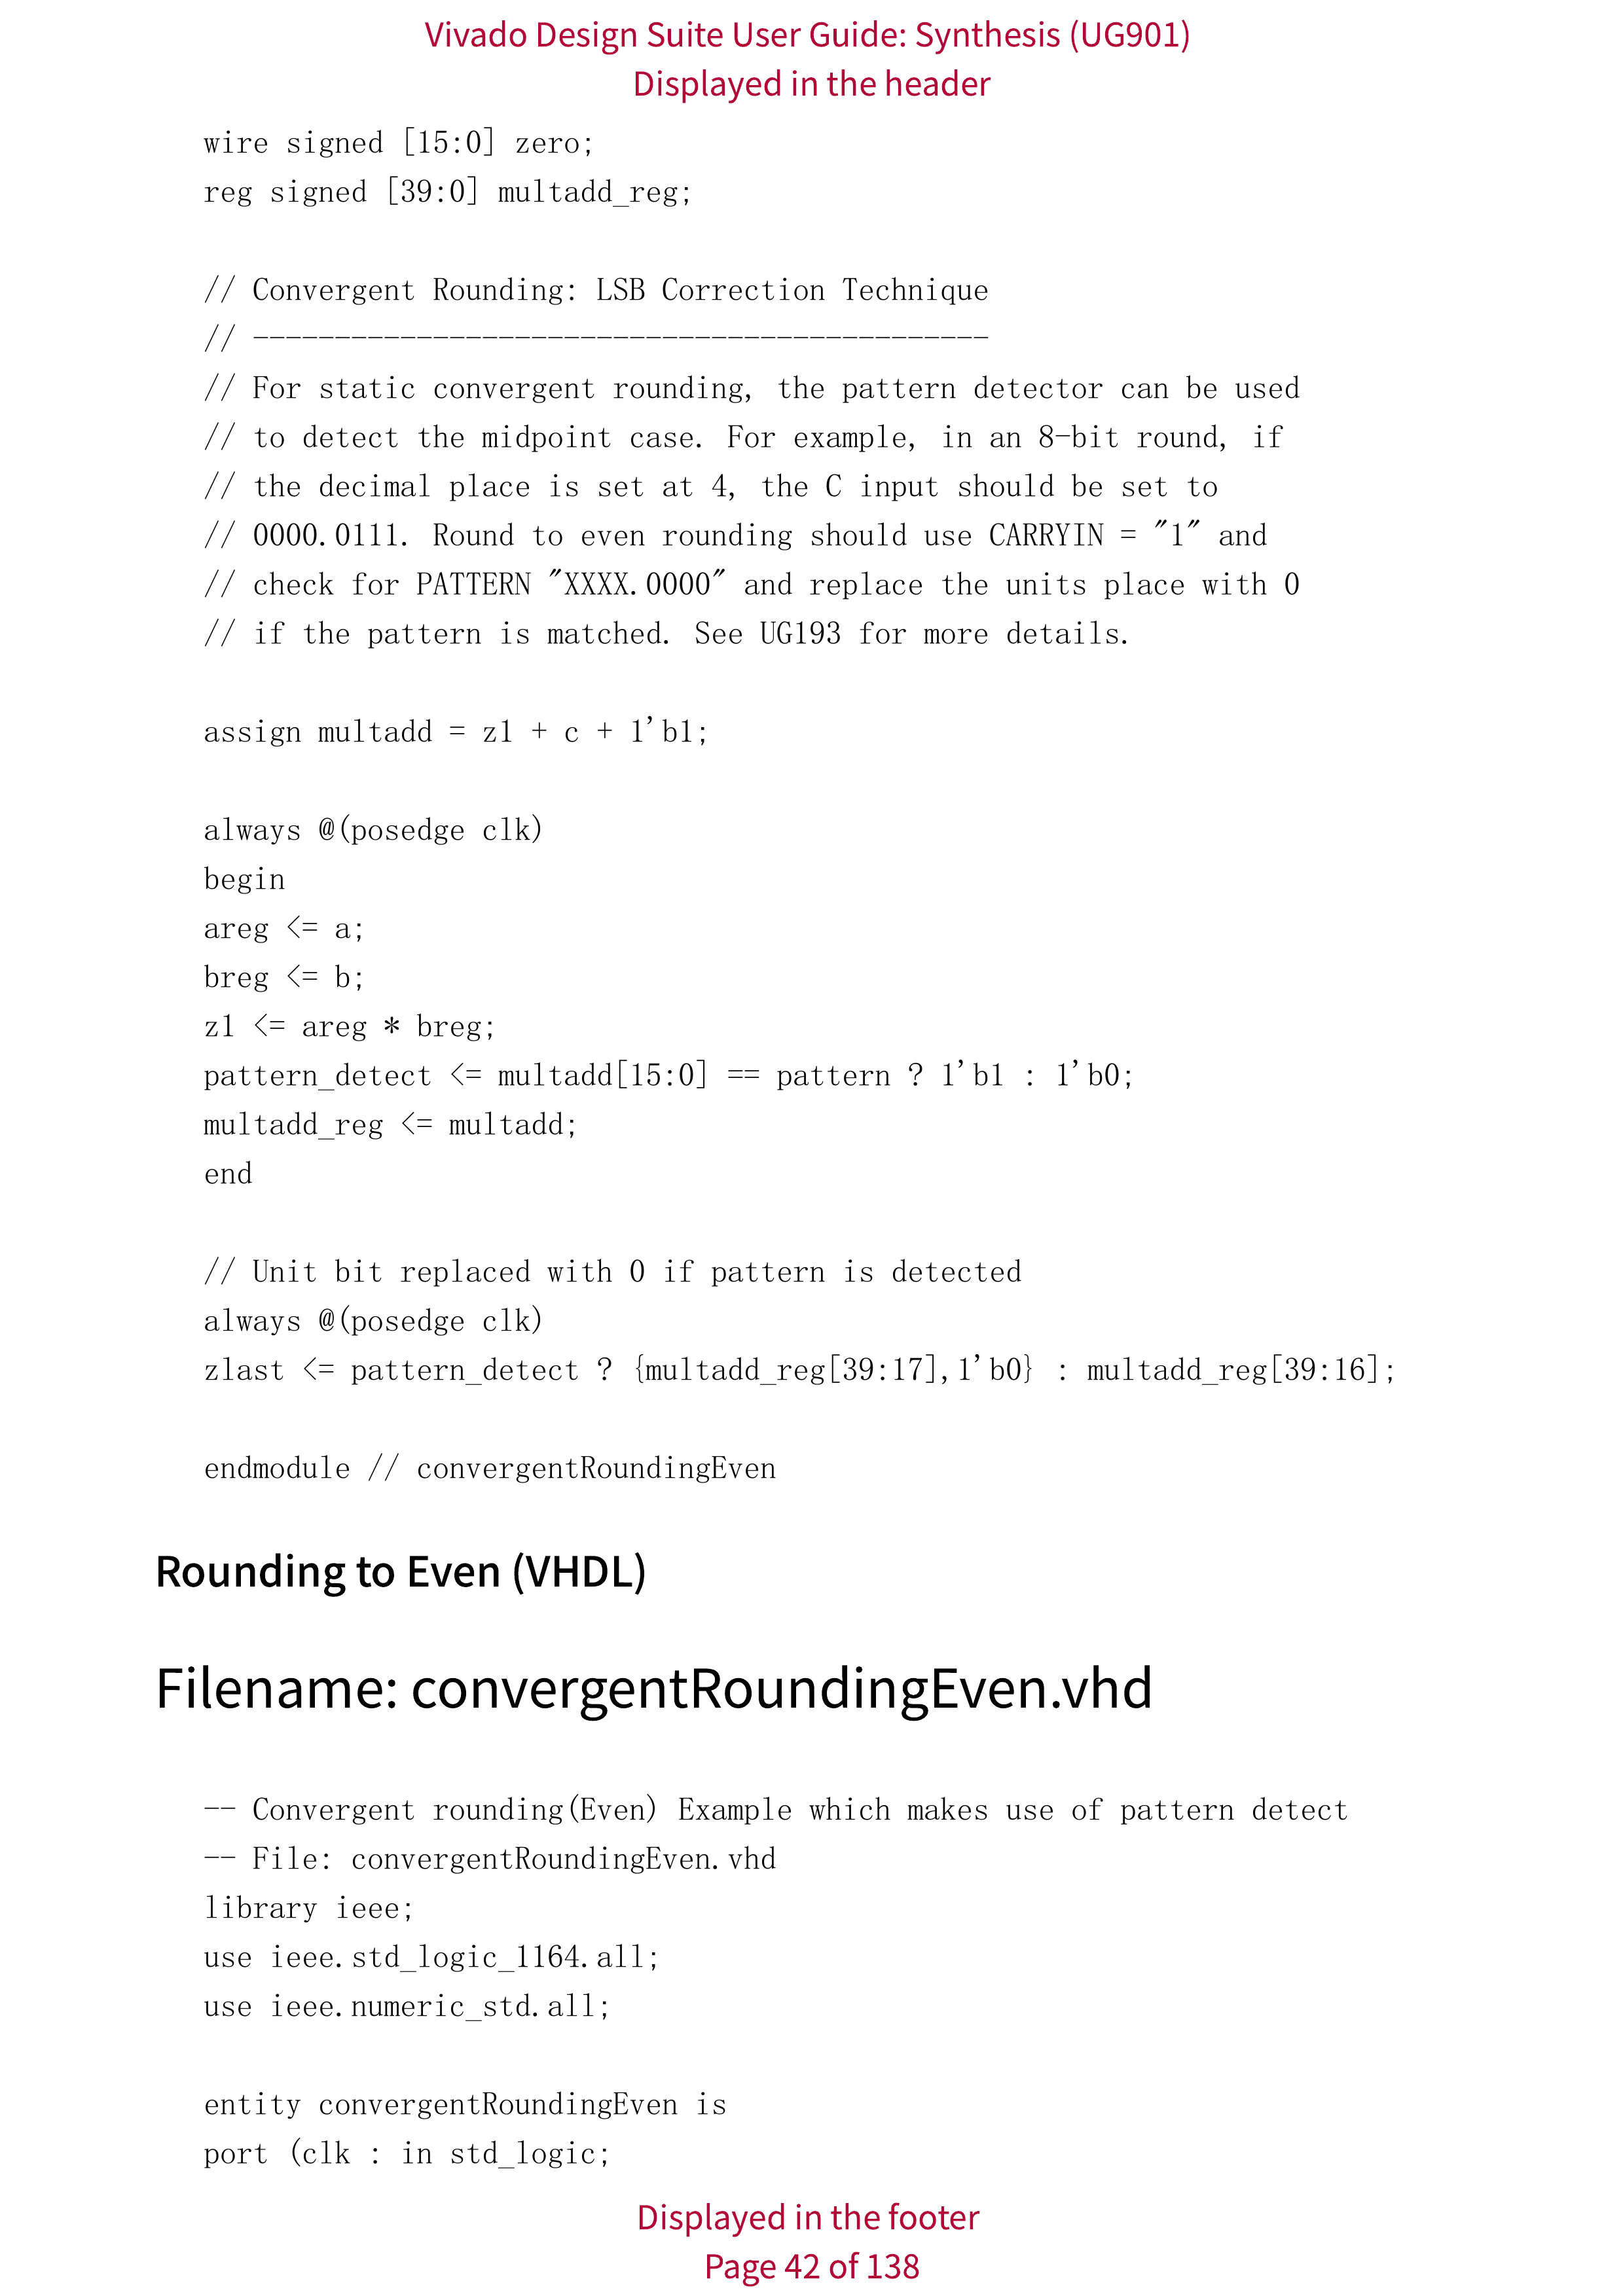 Vivado Design Suite User Guide: Synthesis (UG901)
Displayed in the header
wire signed [15:0] zero;
reg signed [39:0] multadd_reg;
// Convergent Rounding: LSB Correction Technique
// ---------------------------------------------
// For static convergent rounding, the pattern detector can be used
// to detect the midpoint case. For example, in an 8-bit round, if
// the decimal place is set at 4, the C input should be set to
// 0000.0111. Round to even rounding should use CARRYIN = "1" and
// check for PATTERN "XXXX.0000" and replace the units place with 0
// if the pattern is matched. See UG193 for more details.
assign multadd = z1 + c + 1'b1;
always @(posedge clk)
begin
areg <= a;
breg <= b;
z1 <= areg * breg;
pattern_detect <= multadd[15:0] == pattern ? 1'b1 : 1'b0;
multadd_reg <= multadd;
end
// Unit bit replaced with 0 if pattern is detected
always @(posedge clk)
zlast <= pattern_detect ? {multadd_reg[39:17],1'b0} : multadd_reg[39:16];
endmodule // convergentRoundingEven
Rounding to Even (VHDL)
Filename: convergentRoundingEven.vhd
-- Convergent rounding(Even) Example which makes use of pattern detect
-- File: convergentRoundingEven.vhd
library ieee;
use ieee.std_logic_1164.all;
use ieee.numeric_std.all;
entity convergentRoundingEven is
port (clk : in std_logic;
Displayed in the footer
Page 42 of 138